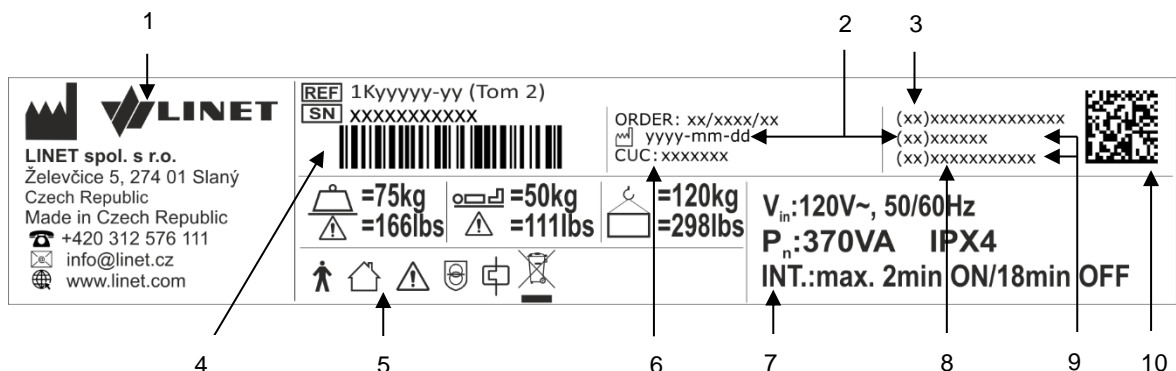 1
2
3
LINET
LINET spol. s r.o.
Želevčice 5, 274 01 Slaný
Czech Republic
Made in Czech Republic
+420 312 576 111
info@linet.cz
www.linet.com
REF 1Kyyyyy-yy (Tom 2)
SN xxxxxxxxxxx
ORDER: xx/xxxx/xx
yyyy-mm-dd
CUC:xxxxxxx
(xx)xxxxxxxxxxxxxx
(xx)xxxxxx
(xx)xxxxxxxxxxx
=75kg
=166lbs
=50kg
=111lbs
=120kg
=298lbs
Vin:120V~, 50/60Hz
Pn:370VA IPX4
INT.:max. 2min ON/18min OFF
4
5
6
7
8
9
10